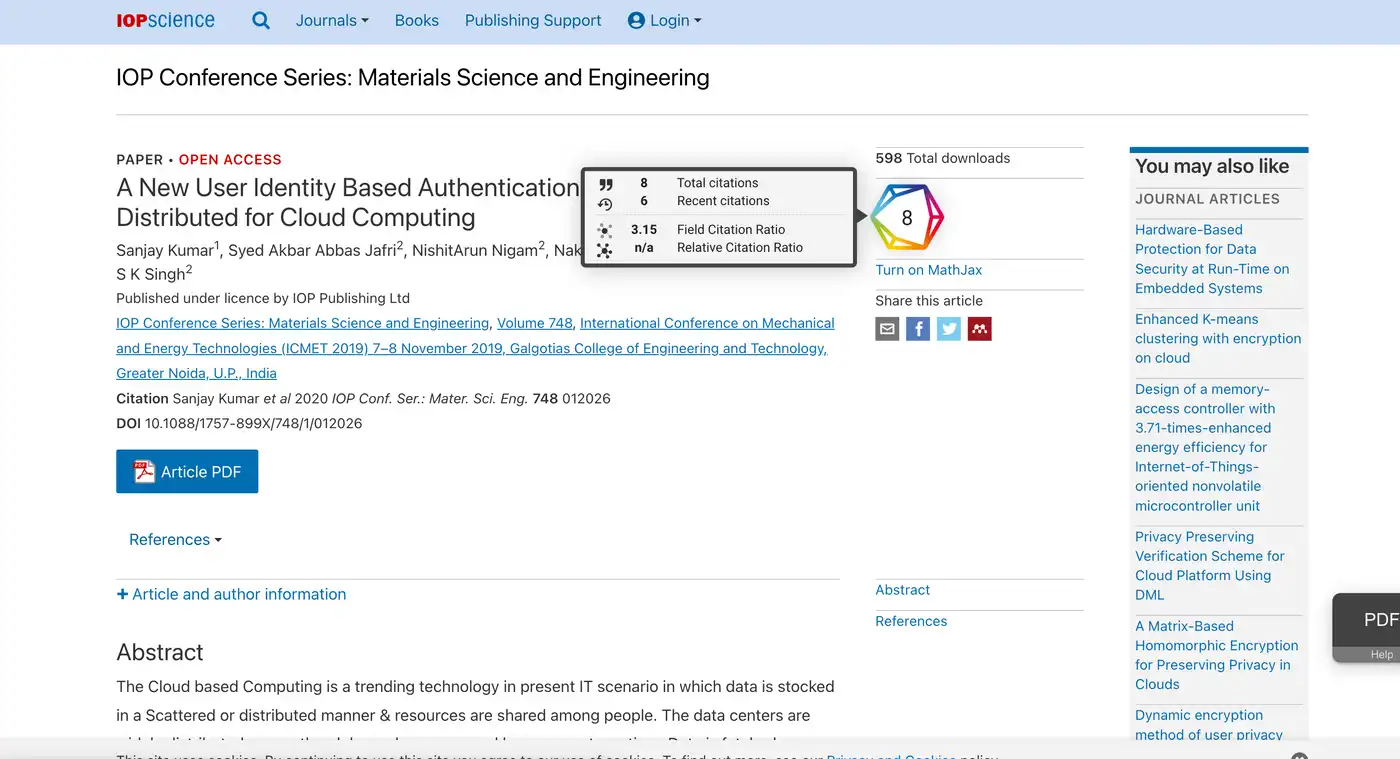 IOPscience Journals Books Publishing Support Login
IOP Conference Series: Materials Science and Engineering
PAPER • OPEN ACCESS
A New User Identity Based Authentication
Distributed for Cloud Computing
Sanjay Kumar1, Syed Akbar Abbas Jafri2, NishitArun Nigam2, Nak
S K Singh2
Published under licence by IOP Publishing Ltd
IOP Conference Series: Materials Science and Engineering, Volume 748, International Conference on Mechanical
and Energy Technologies (ICMET 2019) 7–8 November 2019, Galgotias College of Engineering and Technology,
Greater Noida, U.P., India
Citation Sanjay Kumar et al 2020 IOP Conf. Ser.: Mater. Sci. Eng. 748 012026
DOI 10.1088/1757-899X/748/1/012026
Article PDF
References
+ Article and author information
Abstract
The Cloud based Computing is a trending technology in present IT scenario in which data is stocked
in a Scattered or distributed manner & resources are shared among people. The data centers are
8 Total citations
6 Recent citations
3.15 Field Citation Ratio
n/a Relative Citation Ratio
598 Total downloads
8
Turn on MathJax
Share this article
Abstract
References
You may also like
JOURNAL ARTICLES
Hardware-Based
Protection for Data
Security at Run-Time on
Embedded Systems
Enhanced K-means
clustering with encryption
on cloud
Design of a memory-
access controller with
3.71-times-enhanced
energy efficiency for
Internet-of-Things-
oriented nonvolatile
microcontroller unit
Privacy Preserving
Verification Scheme for
Cloud Platform Using
DML
A Matrix-Based
Homomorphic Encryption
for Preserving Privacy in
Clouds
Dynamic encryption
method of user privacy
PDF
Help
This site uses cookies. By continuing to use this site you agree to our use of cookies. To find out more, see our Privacy and Cookies policy.